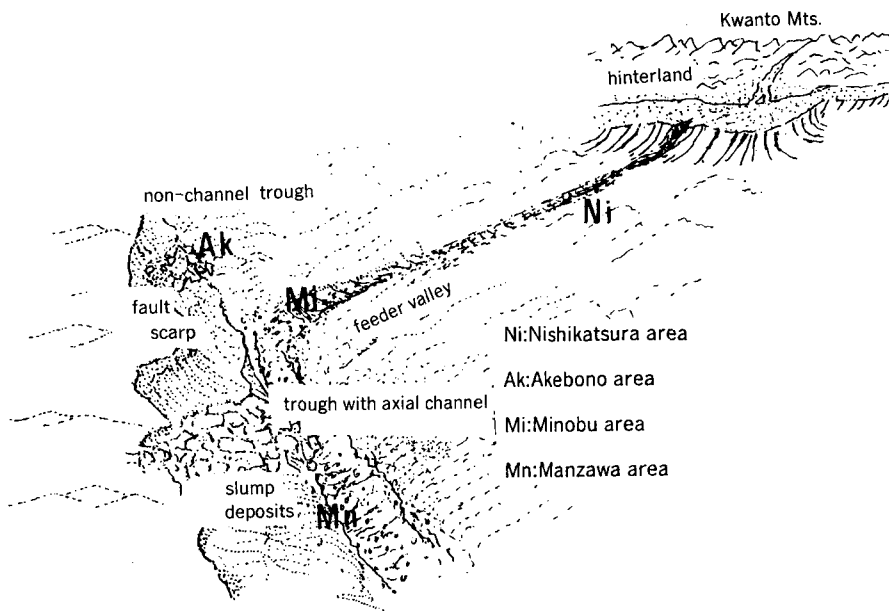 Kwanto Mts.
hinterland
non-channel trough
Ak
Ni
Mi
fault
scarp
feeder valley
Ni:Nishikatsura area
Ak:Akebono area
trough with axial channel
Mi:Minobu area
Mn:Manzawa area
slump
deposits
Mn